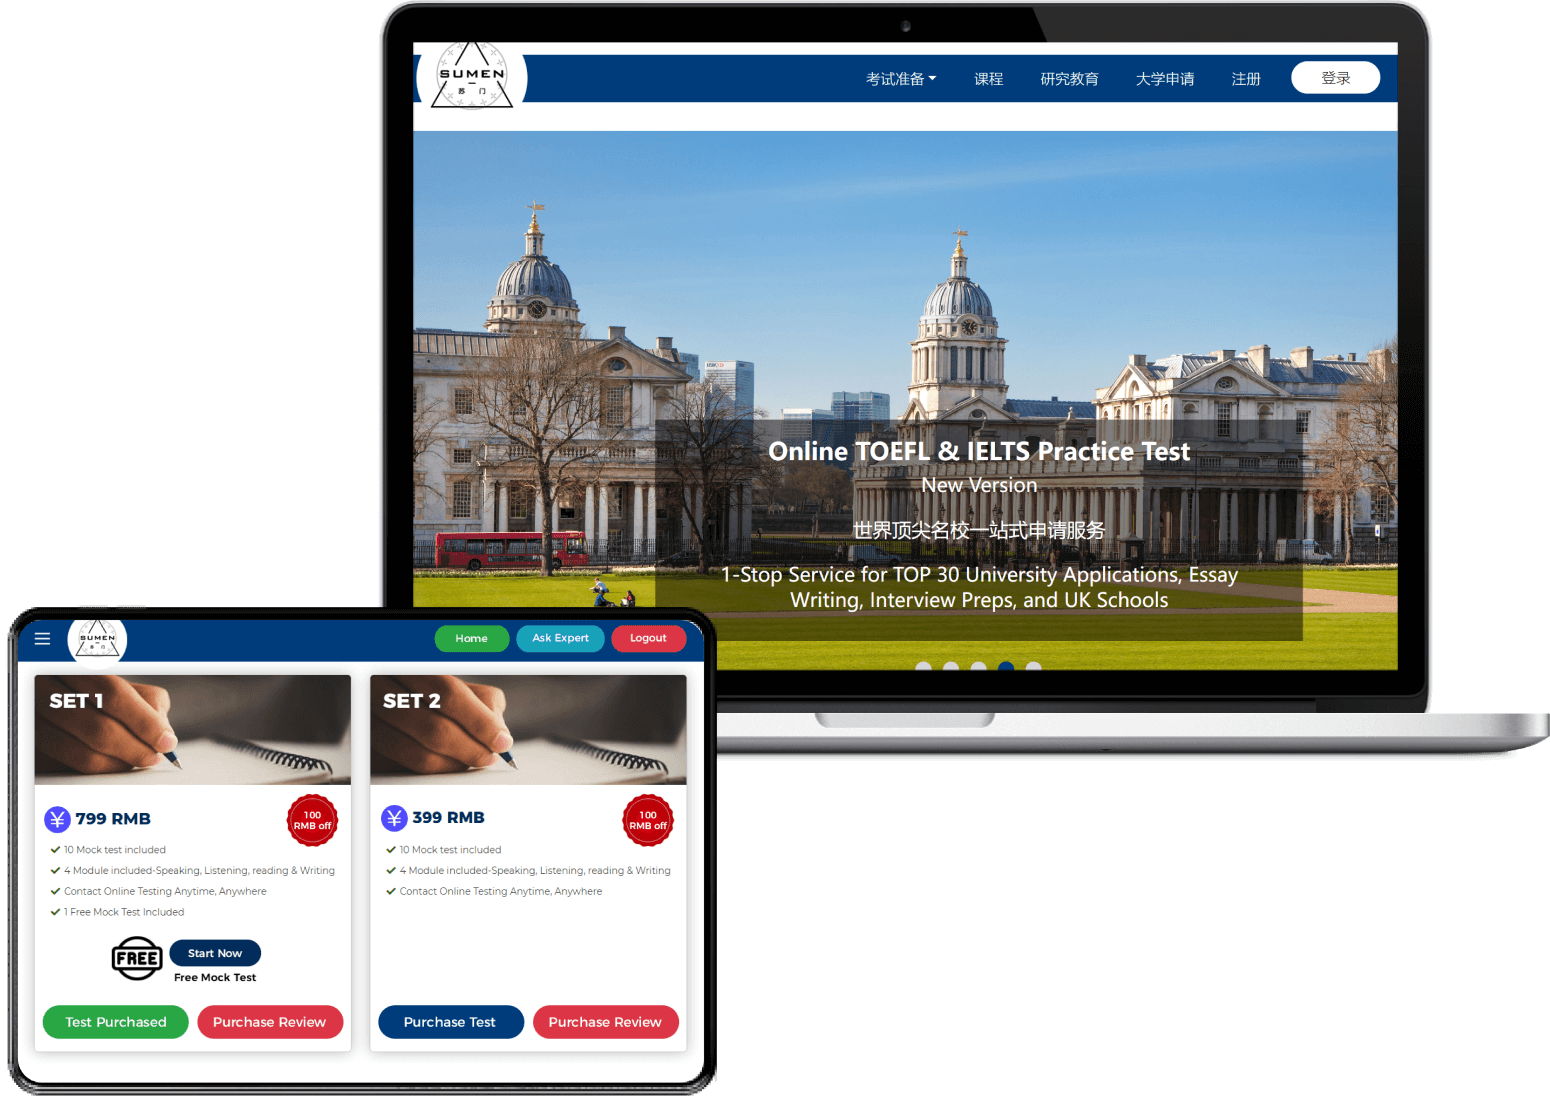 SUMEN
苏 门
考试准备
课程
研究教育
大学申请
注册
登录
Online TOEFL & IELTS Practice Test
New Version
世界顶尖名校一站式申请服务
1-Stop Service for TOP 30 University Applications, Essay
Writing, Interview Preps, and UK Schools
SUMEN
苏 门
Home
Ask Expert
Logout
SET 1
¥ 799 RMB
100
RMB off
10 Mock test included
4 Module included-Speaking, Listening, reading & Writing
Contact Online Testing Anytime, Anywhere
1 Free Mock Test Included
FREE
Start Now
Free Mock Test
Test Purchased
Purchase Review
SET 2
¥ 399 RMB
100
RMB off
10 Mock test included
4 Module included-Speaking, Listening, reading & Writing
Contact Online Testing Anytime, Anywhere
Purchase Test
Purchase Review